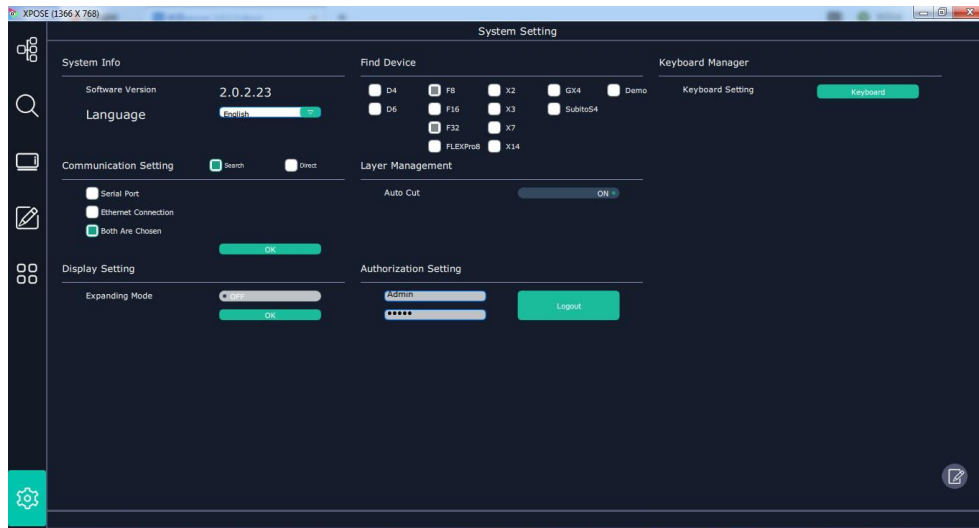 XPOSE (1366 X 768)
System Setting
System Info
Software Version 2.0.2.23
Language English
Find Device
D4 F8 X2 GX4 Demo
D6 F16 X3 SubitoS4
F32 X7
FLEXPro8 X14
Keyboard Manager
Keyboard Setting Keyboard
Communication Setting Search Direct
Serial Port
Ethernet Connection
Both Are Chosen
OK
Layer Management
Auto Cut ON
Display Setting
Expanding Mode OFF
OK
Authorization Setting
Admin
•••••
Logout